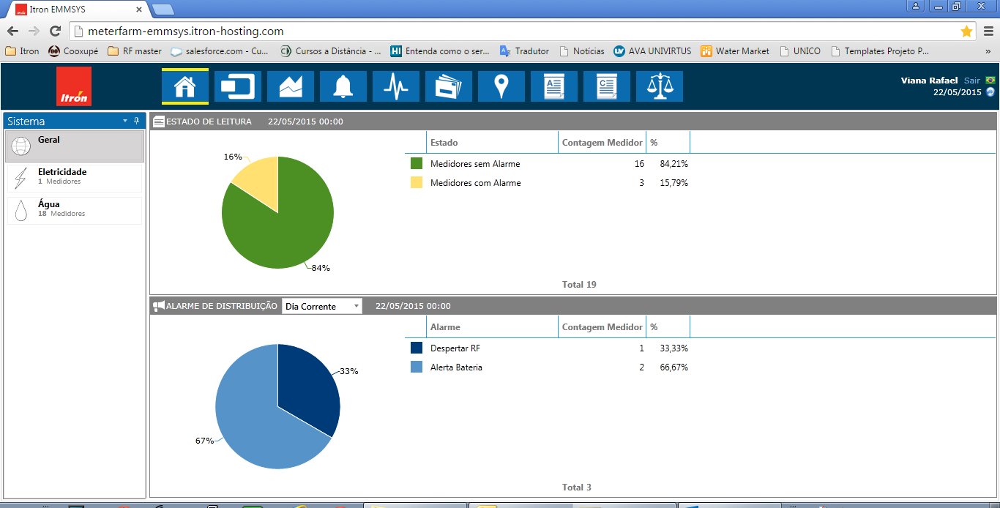 Itron EMMSYS
meterfarm-emmsys.itron-hosting.com
Itron Cooxupé RF master salesforce.com - Cu... Cursos a Distância - ... Entenda como o ser... Tradutor Notícias AVA UNIVIRTUS Water Market UNICO Templates Projeto P... »
Itron
Viana Rafael Sair
22/05/2015
Sistema
Geral
Eletricidade
1 Medidores
Água
18 Medidores
ESTADO DE LEITURA 22/05/2015 00:00
Estado Contagem Medidor %
Medidores sem Alarme 16 84,21%
Medidores com Alarme 3 15,79%
16%
84%
Total 19
ALARME DE DISTRIBUIÇÃO Dia Corrente 22/05/2015 00:00
Alarme Contagem Medidor %
Despertar RF 1 33,33%
Alerta Bateria 2 66,67%
33%
67%
Total 3